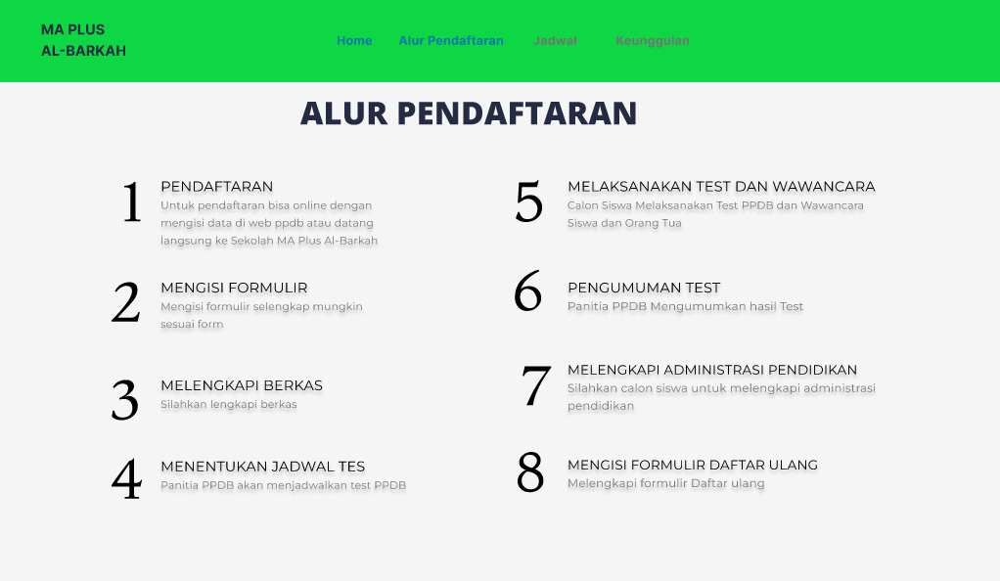 MA PLUS
AL-BARKAH
Home Alur Pendaftaran Jadwal Keunggulan
ALUR PENDAFTARAN
1 PENDAFTARAN
Untuk pendaftaran bisa online dengan
mengisi data di web ppdb atau datang
langsung ke Sekolah MA Plus Al-Barkah
2 MENGISI FORMULIR
Mengisi formulir selengkap mungkin
sesuai form
3 MELENGKAPI BERKAS
Silahkan lengkapi berkas
4 MENENTUKAN JADWAL TES
Panitia PPDB akan menjadwalkan test PPDB
5 MELAKSANAKAN TEST DAN WAWANCARA
Calon Siswa Melaksanakan Test PPDB dan Wawancara
Siswa dan Orang Tua
6 PENGUMUMAN TEST
Panitia PPDB Mengumumkan hasil Test
7 MELENGKAPI ADMINISTRASI PENDIDIKAN
Silahkan calon siswa untuk melengkapi administrasi
pendidikan
8 MENGISI FORMULIR DAFTAR ULANG
Melengkapi formulir Daftar ulang